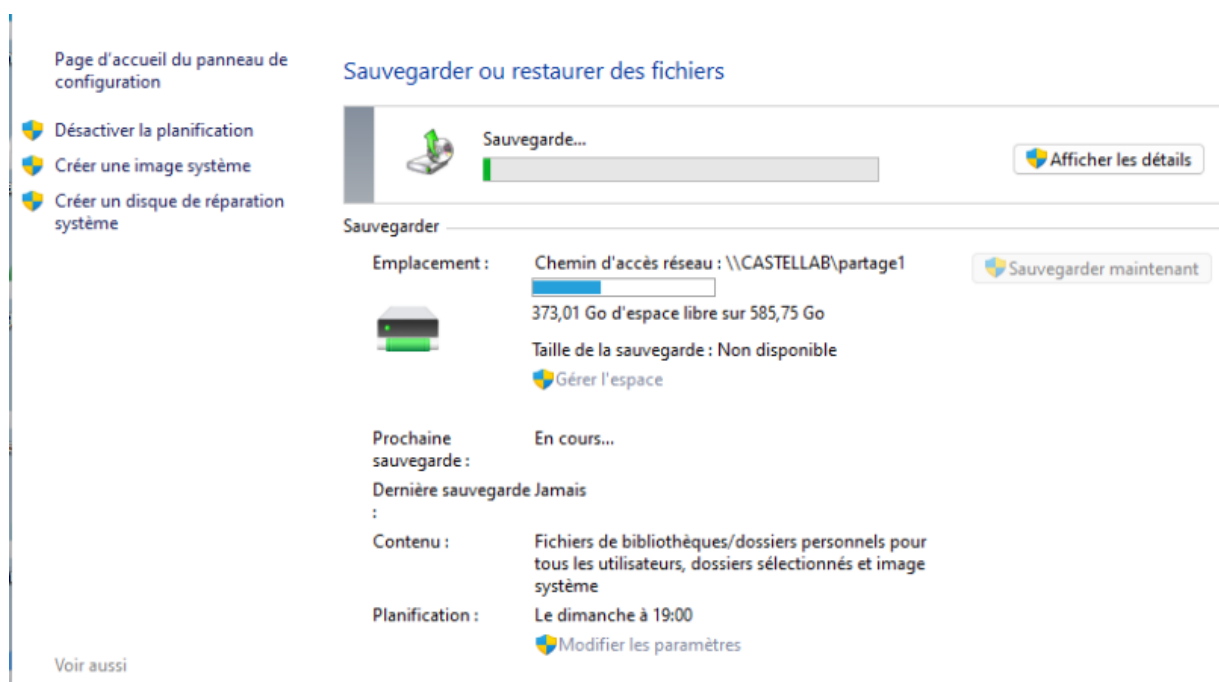 Page d'accueil du panneau de
configuration
Désactiver la planification
Créer une image système
Créer un disque de réparation
système
Voir aussi
Sauvegarder ou restaurer des fichiers
Sauvegarde...
Afficher les détails
Sauvegarder
Emplacement :
Chemin d'accès réseau : \\CASTELLAB\partage1
Sauvegarder maintenant
373,01 Go d'espace libre sur 585,75 Go
Taille de la sauvegarde : Non disponible
Gérer l'espace
Prochaine
sauvegarde :
En cours...
Dernière sauvegarde
:
Jamais
Contenu :
Fichiers de bibliothèques/dossiers personnels pour
tous les utilisateurs, dossiers sélectionnés et image
système
Planification :
Le dimanche à 19:00
Modifier les paramètres